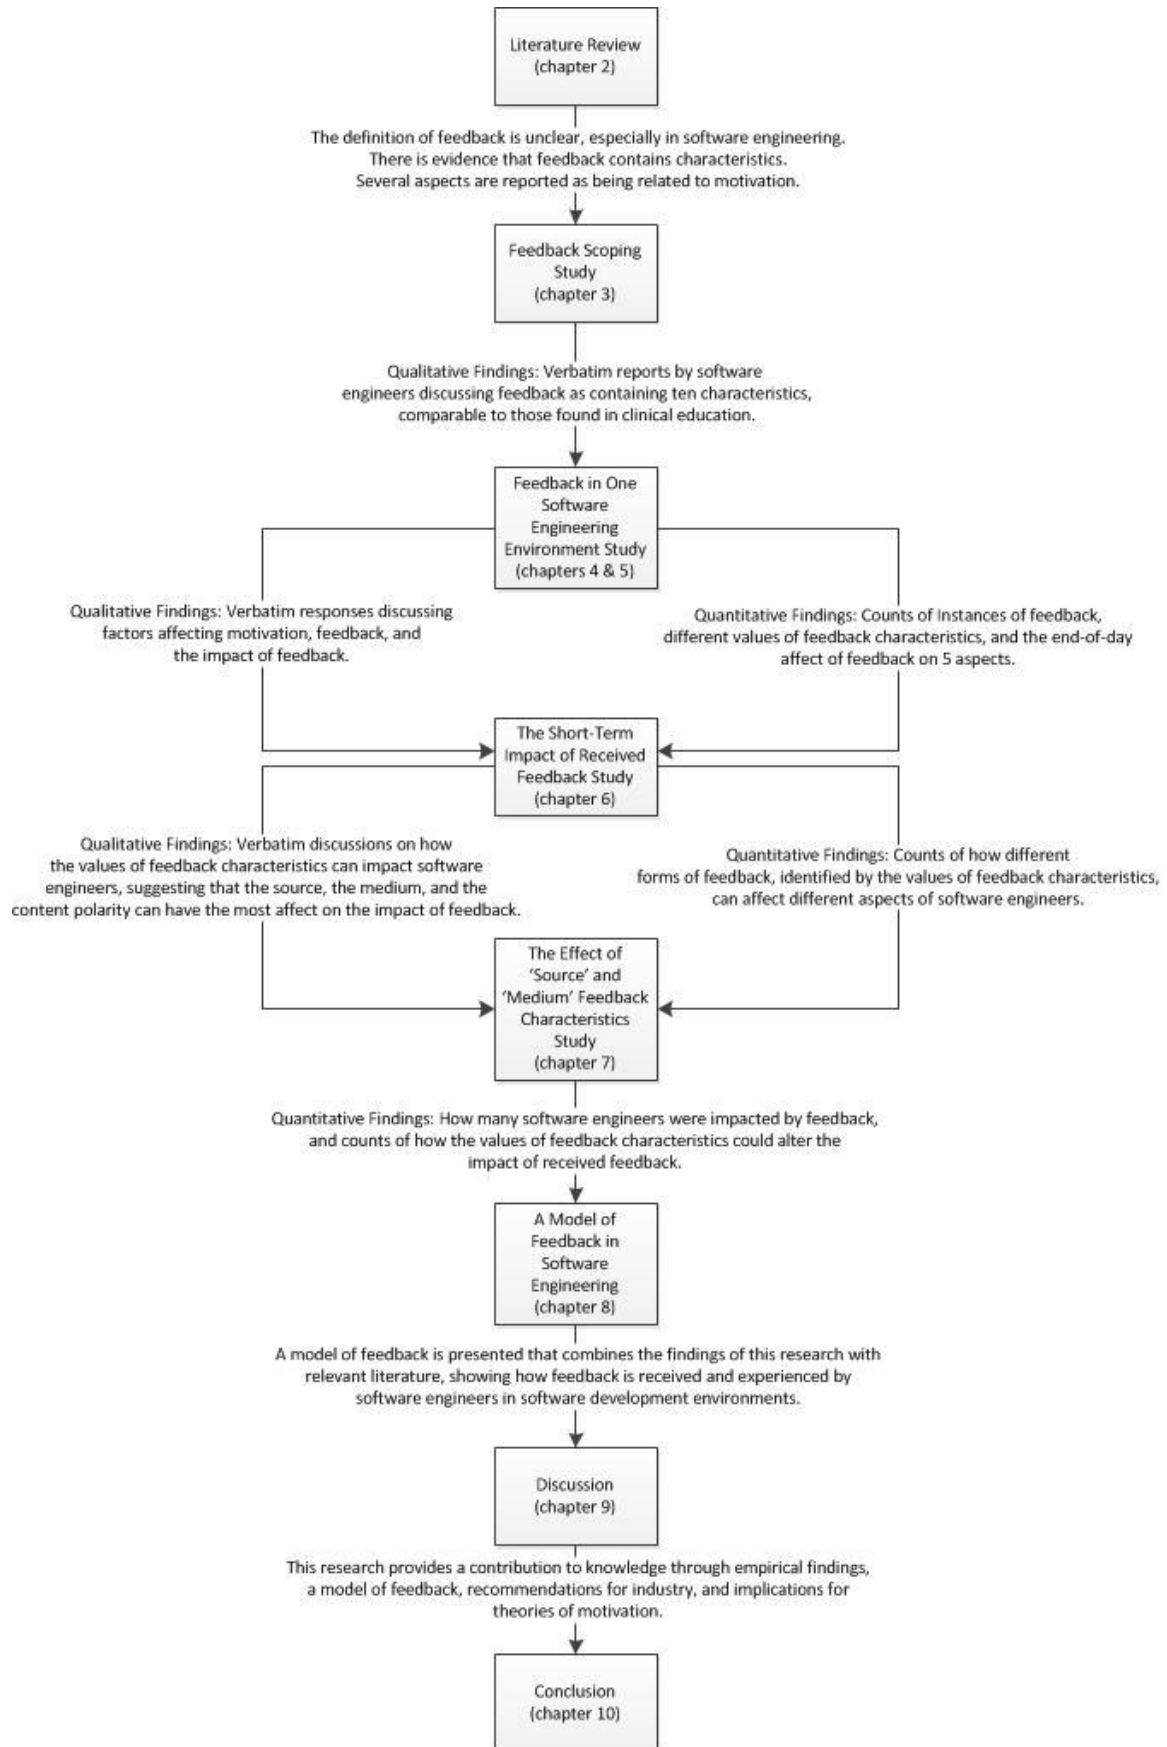 Literature Review
(chapter 2)
The definition of feedback is unclear, especially in software engineering.
There is evidence that feedback contains characteristics.
Several aspects are reported as being related to motivation.
Feedback Scoping
Study
(chapter 3)
Qualitative Findings: Verbatim reports by software
engineers discussing feedback as containing ten characteristics,
comparable to those found in clinical education.
Feedback in One
Software
Engineering
Environment Study
(chapters 4 & 5)
Qualitative Findings: Verbatim responses discussing
factors affecting motivation, feedback, and
the impact of feedback.
Quantitative Findings: Counts of Instances of feedback,
different values of feedback characteristics, and the end-of-day
affect of feedback on 5 aspects.
The Short-Term
Impact of Received
Feedback Study
(chapter 6)
Qualitative Findings: Verbatim discussions on how
the values of feedback characteristics can impact software
engineers, suggesting that the source, the medium, and the
content polarity can have the most affect on the impact of feedback.
Quantitative Findings: Counts of how different
forms of feedback, identified by the values of feedback characteristics,
can affect different aspects of software engineers.
The Effect of
‘Source’ and
‘Medium’ Feedback
Characteristics
Study
(chapter 7)
Quantitative Findings: How many software engineers were impacted by feedback,
and counts of how the values of feedback characteristics could alter the
impact of received feedback.
A Model of
Feedback in
Software
Engineering
(chapter 8)
A model of feedback is presented that combines the findings of this research with
relevant literature, showing how feedback is received and experienced by
software engineers in software development environments.
Discussion
(chapter 9)
This research provides a contribution to knowledge through empirical findings,
a model of feedback, recommendations for industry, and implications for
theories of motivation.
Conclusion
(chapter 10)